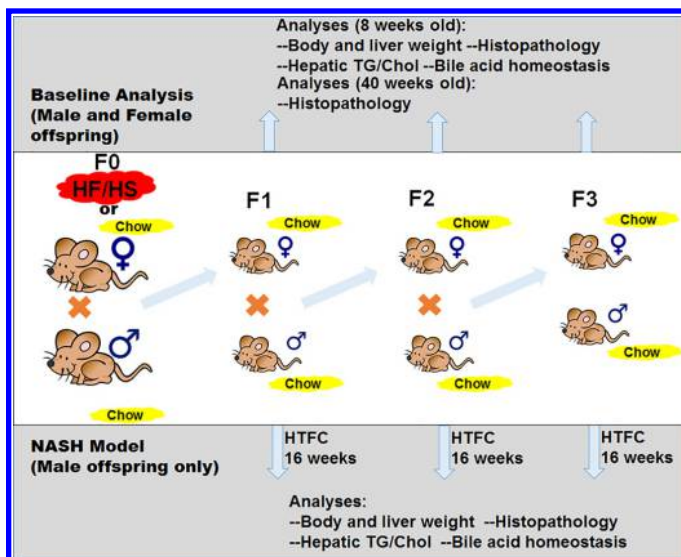 Analyses (8 weeks old):
--Body and liver weight --Histopathology
--Hepatic TG/Chol --Bile acid homeostasis
Analyses (40 weeks old):
--Histopathology
Baseline Analysis
(Male and Female
offspring)
F0
HF/HS
or
Chow
♀
♂
Chow
F1
Chow
♀
♂
Chow
F2
Chow
♀
♂
Chow
F3
Chow
♀
♂
Chow
NASH Model
(Male offspring only)
HTFC
16 weeks
HTFC
16 weeks
HTFC
16 weeks
Analyses:
--Body and liver weight --Histopathology
--Hepatic TG/Chol --Bile acid homeostasis